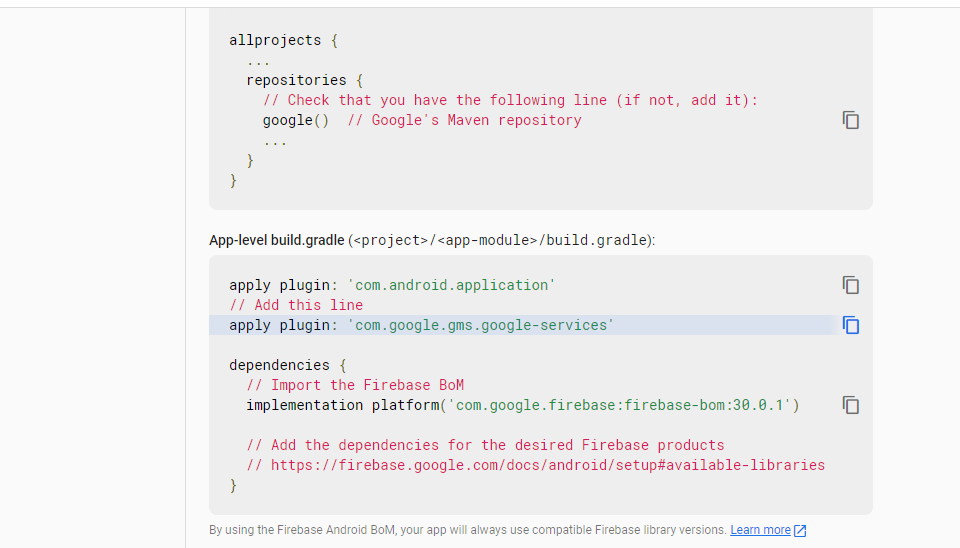 allprojects {
  ...
  repositories {
    // Check that you have the following line (if not, add it):
    google()  // Google's Maven repository
    ...
  }
}
App-level build.gradle (<project>/<app-module>/build.gradle):
apply plugin: 'com.android.application'
// Add this line
apply plugin: 'com.google.gms.google-services'
dependencies {
  // Import the Firebase BoM
  implementation platform('com.google.firebase:firebase-bom:30.0.1')
  // Add the dependencies for the desired Firebase products
  // https://firebase.google.com/docs/android/setup#available-libraries
}
By using the Firebase Android BoM, your app will always use compatible Firebase library versions. Learn more